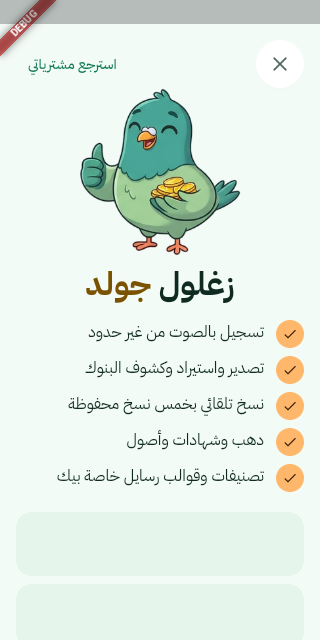 DEBUG
استرجع مشترياتي
زغلول جولد
تسجيل بالصوت من غير حدود
تصدير واستيراد وكشوف البنوك
نسخ تلقائي بخمس نسخ محفوظة
دهب وشهادات وأصول
تصنيفات وقوالب رسايل خاصة بيك